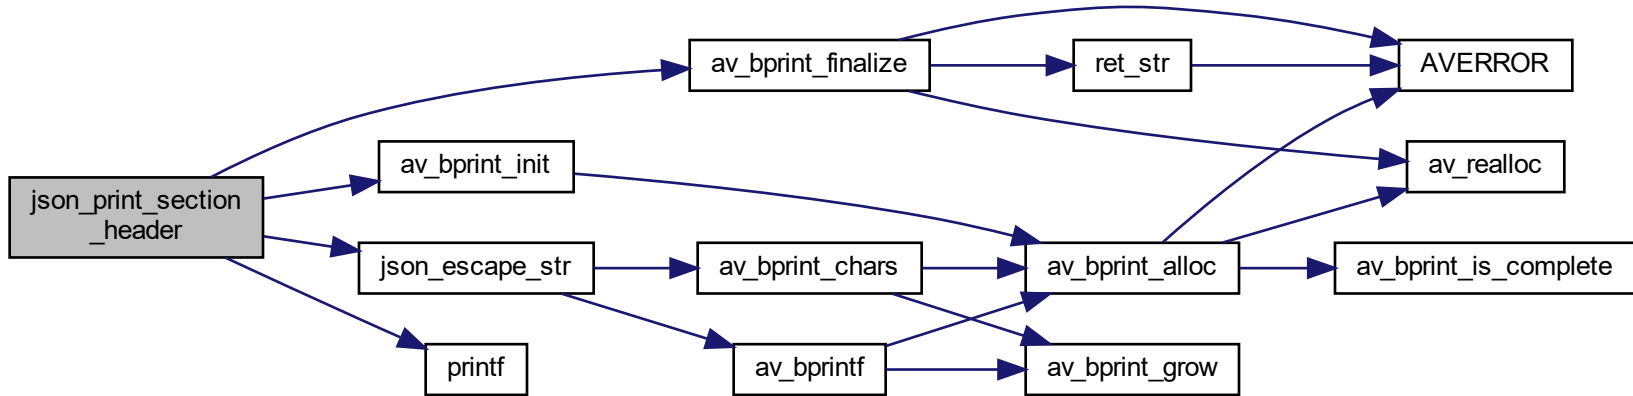 json_print_section
_header
av_bprint_finalize
av_bprint_init
json_escape_str
printf
ret_str
av_bprint_chars
av_bprintf
AVERROR
av_realloc
av_bprint_alloc
av_bprint_is_complete
av_bprint_grow